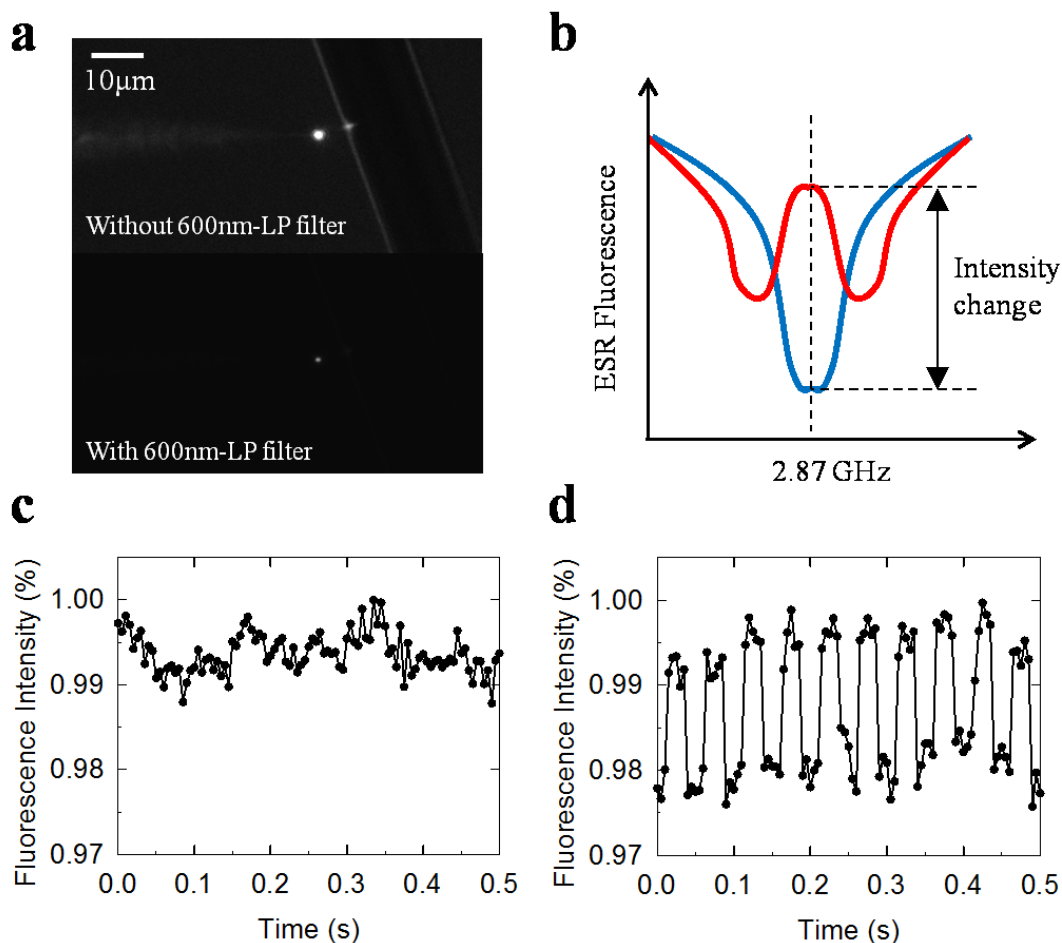 a
10μm
Without 600nm-LP filter
With 600nm-LP filter
b
ESR Fluorescence
Intensity
change
2.87 GHz
c
Fluorescence Intensity (%)
1.00
0.99
0.98
0.97
0.0
0.1
0.2
0.3
0.4
0.5
Time (s)
d
Fluorescence Intensity (%)
1.00
0.99
0.98
0.97
0.0
0.1
0.2
0.3
0.4
0.5
Time (s)